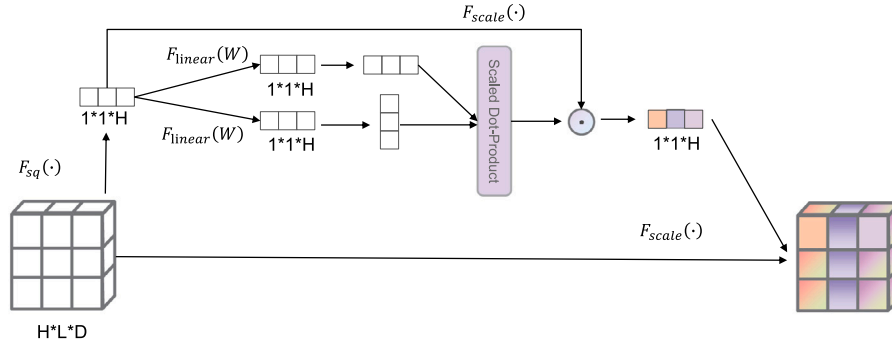 F_scale(·)
F_linear(W)
1*1*H
1*1*H
F_linear(W)
1*1*H
Scaled Dot-Product
1*1*H
F_sq(·)
F_scale(·)
H*L*D